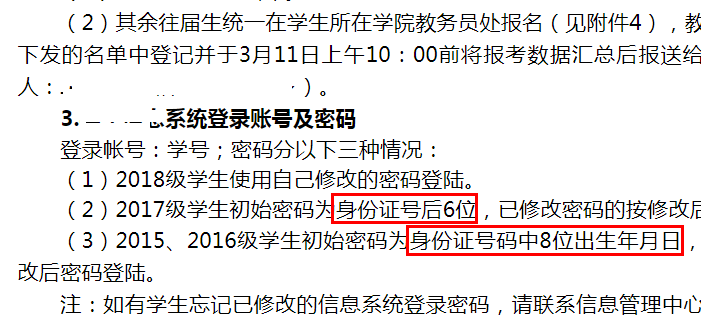 （2）其余往届生统一在学生所在学院教务员处报名（见附件4），教
下发的名单中登记并于3月11日上午10：00前将报考数据汇总后报送给
人：）。
3. 息系统登录账号及密码
登录帐号：学号；密码分以下三种情况：
（1）2018级学生使用自己修改的密码登陆。
（2）2017级学生初始密码为身份证号后6位，已修改密码的按修改后
（3）2015、2016级学生初始密码为身份证号码中8位出生年月日，
改后密码登陆。
注：如有学生忘记已修改的信息系统登录密码，请联系信息管理中心